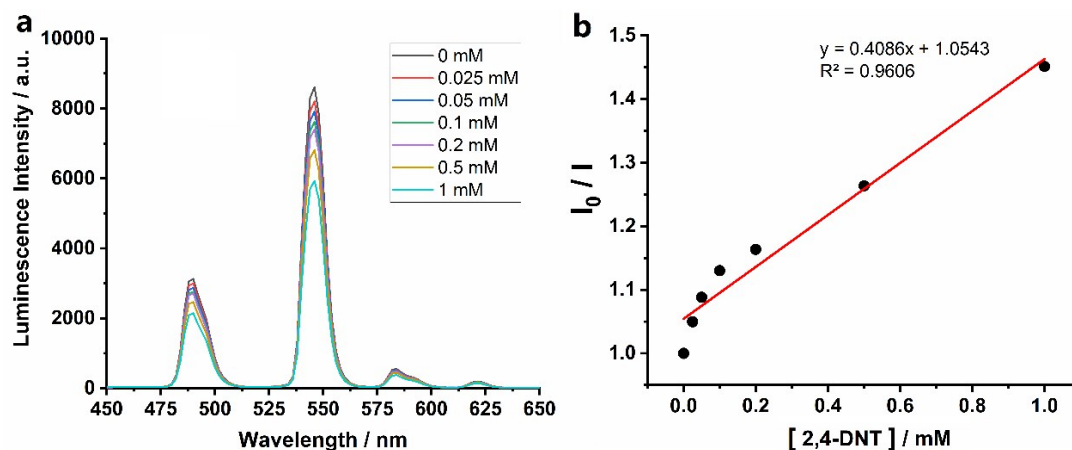 a
Luminescence Intensity / a.u.
10000
8000
6000
4000
2000
0
0 mM
0.025 mM
0.05 mM
0.1 mM
0.2 mM
0.5 mM
1 mM
450 475 500 525 550 575 600 625 650
Wavelength / nm
b
I₀ / I
1.5
1.4
1.3
1.2
1.1
1.0
y = 0.4086x + 1.0543
R² = 0.9606
0.0 0.2 0.4 0.6 0.8 1.0
[ 2,4-DNT ] / mM